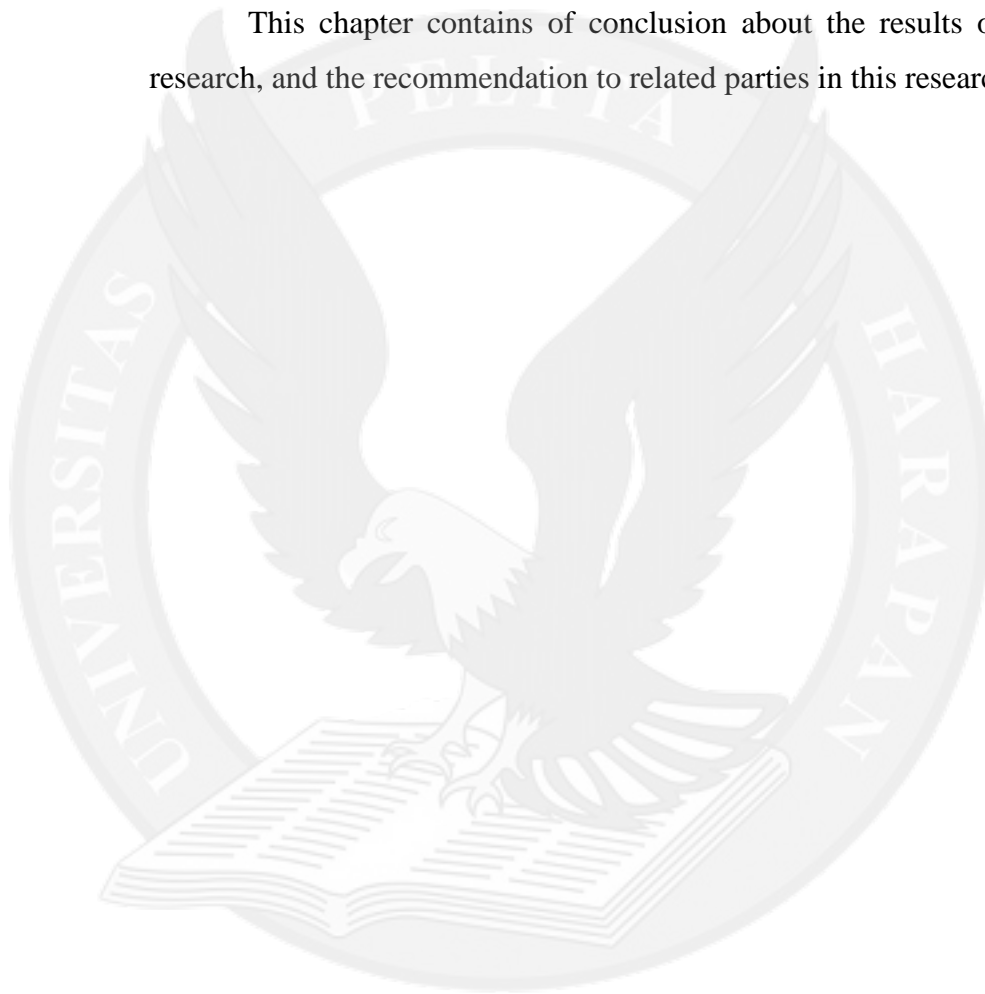 This chapter contains of conclusion about the results
research, and the recommendation to related parties in this
UNIVERSITAS PELITA HARAPAN